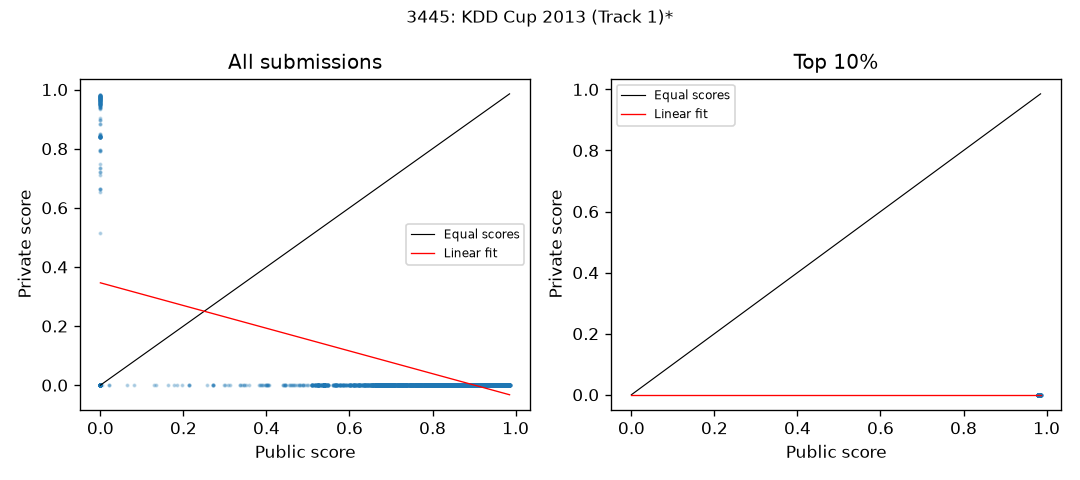 3445: KDD Cup 2013 (Track 1)*
All submissions
Private score
1.0
0.8
0.6
0.4
0.2
0.0
Equal scores
Linear fit
0.0 0.2 0.4 0.6 0.8 1.0
Public score
Top 10%
Private score
1.0
0.8
0.6
0.4
0.2
0.0
Equal scores
Linear fit
0.0 0.2 0.4 0.6 0.8 1.0
Public score